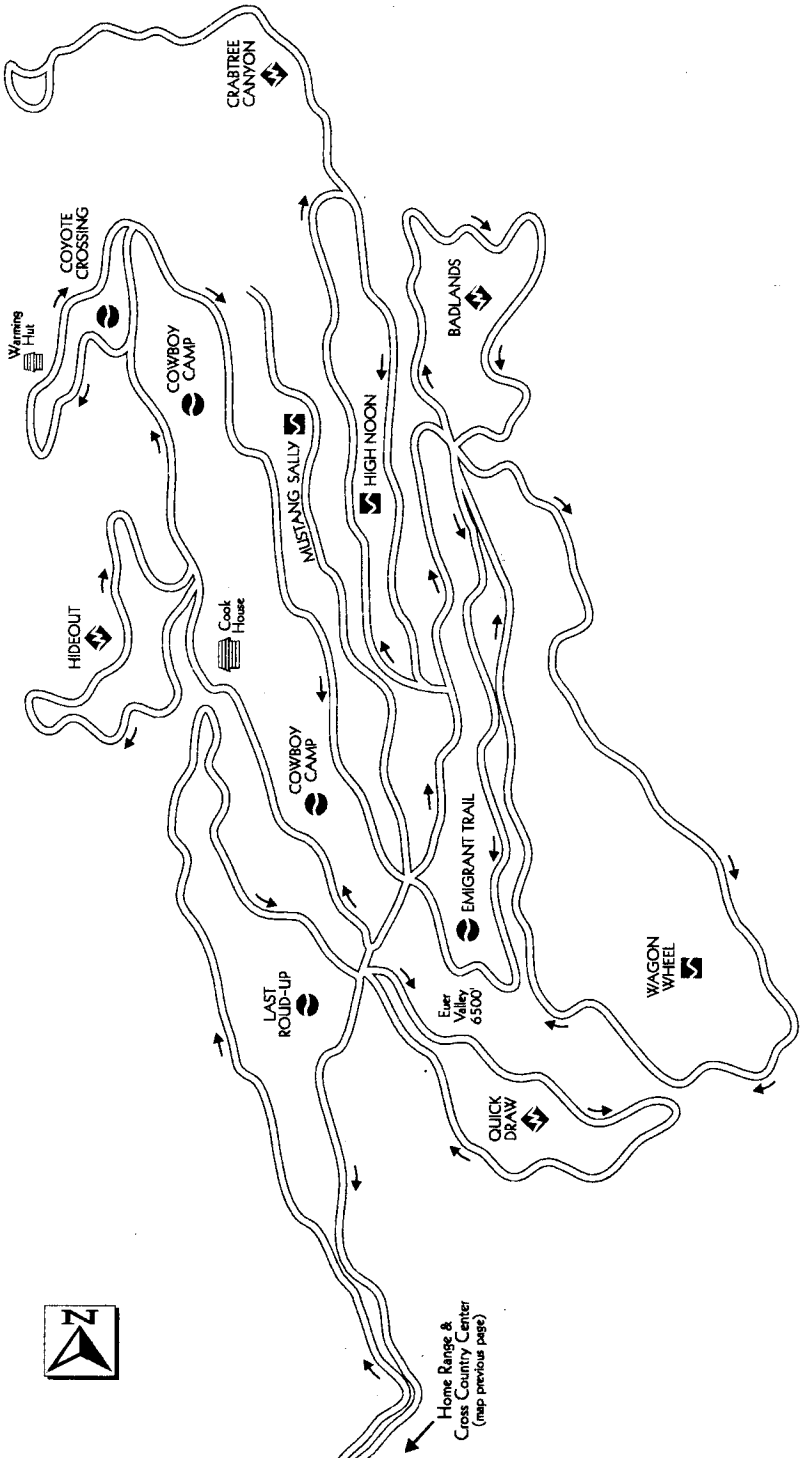 CRABTREE
CANYON
COYOTE
CROSSING
Warming
Hut
COWBOY
CAMP
BADLANDS
MUSTANG SALLY
HIGH NOON
HIDEOUT
Cook
House
COWBOY
CAMP
EMIGRANT TRAIL
LAST
ROUD-UP
Euer
Valley
6500'
WAGON
WHEEL
QUICK
DRAW
N
Home Range &
Cross Country Center
(map previous page)